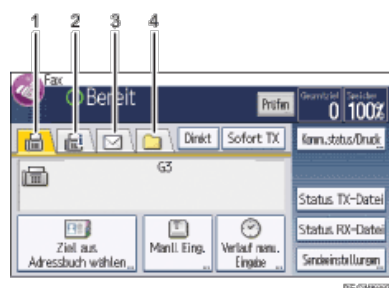 1 2 3 4
Fax
Bereit
Prüfen
Gesamtziel Speicher
0 100%
Direkt Sofort TX
Komm.status/Druck
G3
Status TX-Datei
Status RX-Datei
Ziel aus Adressbuch wählen
Manll. Eing.
Verlauf manu. Eingabe
Sendeeinstellungen